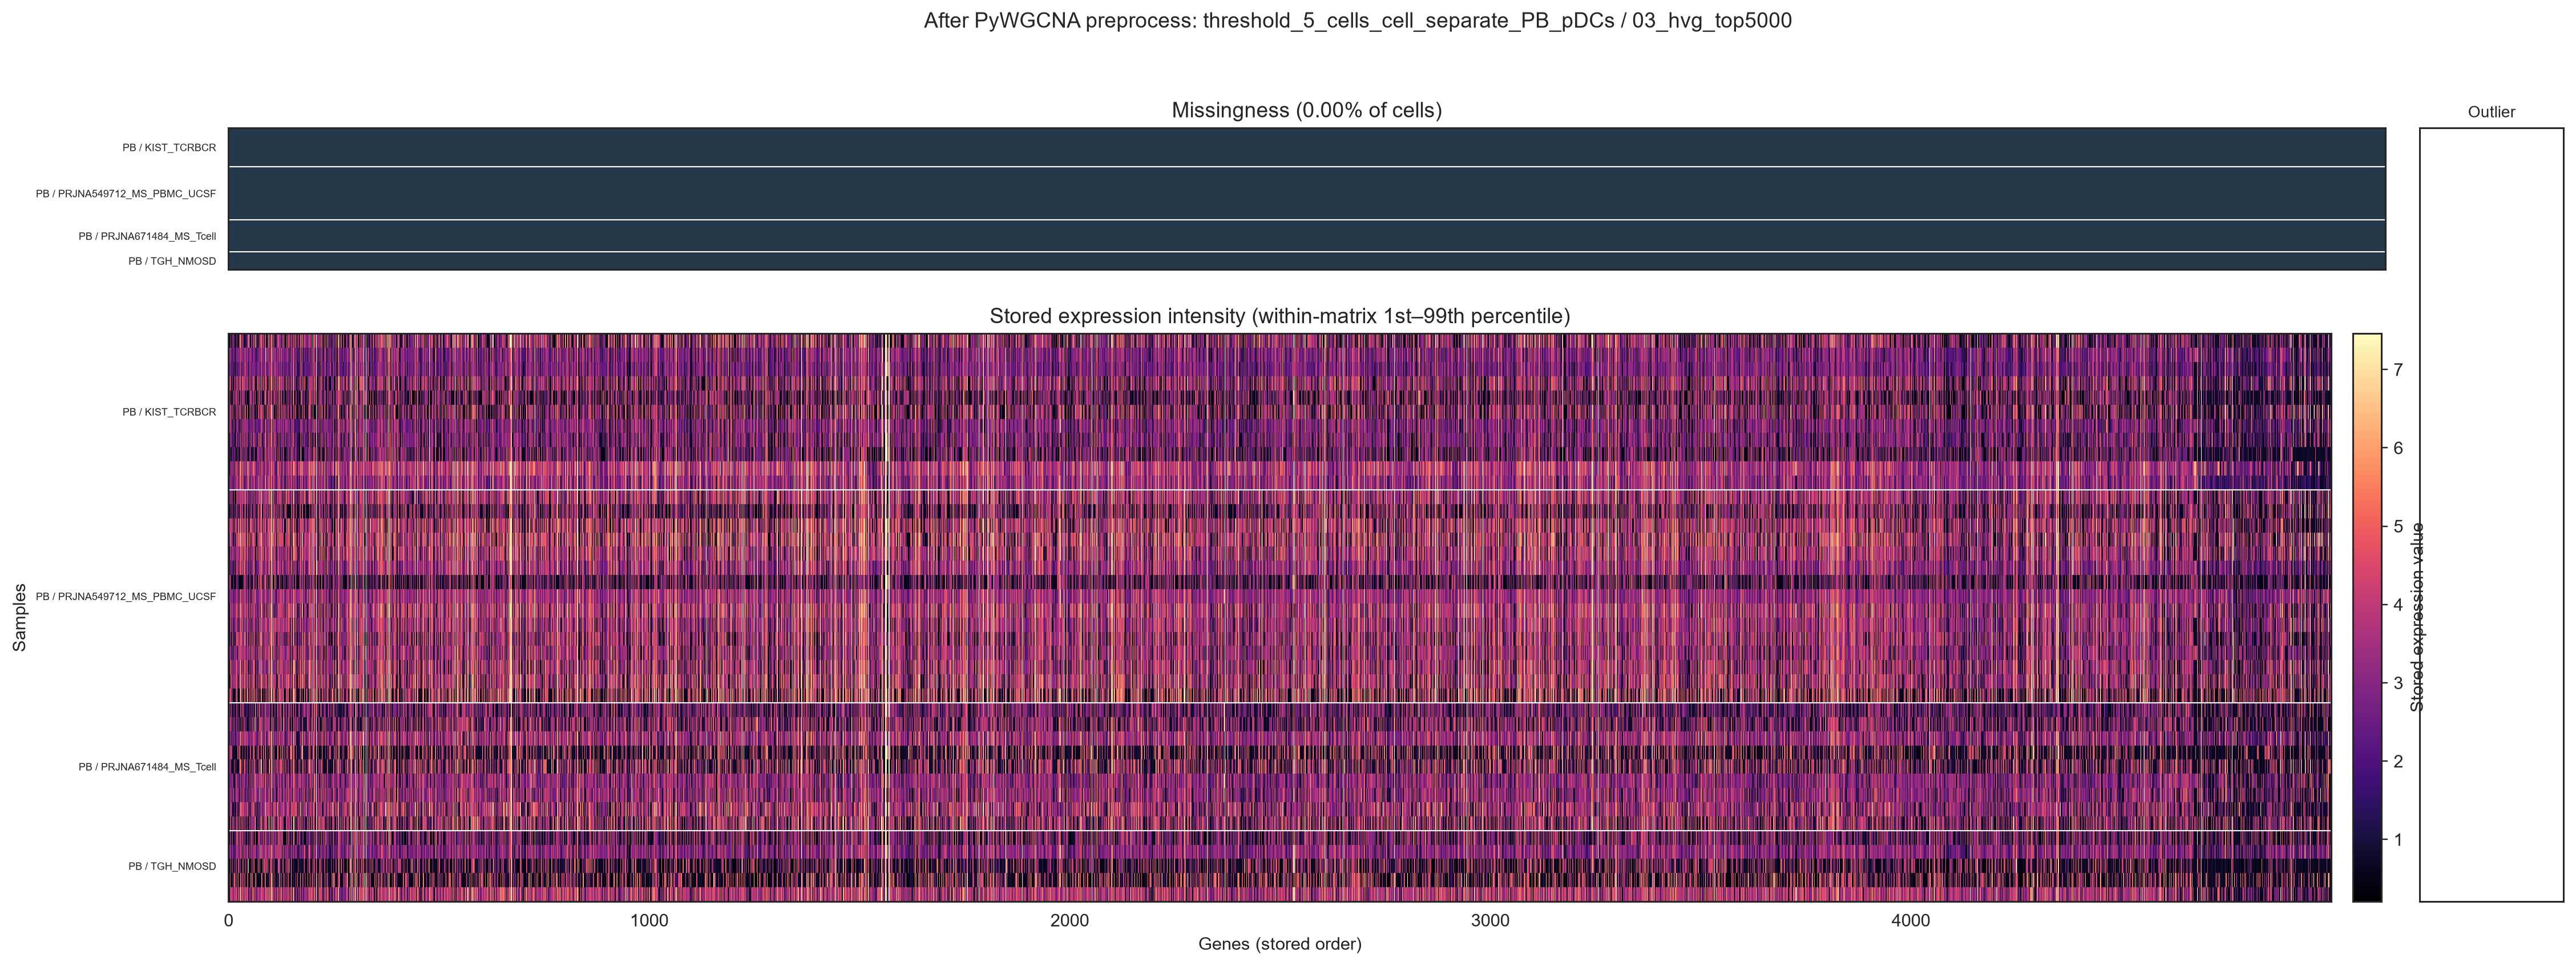 After PyWGCNA preprocess: threshold_5_cells_cell_separate_PB_pDCs / 03_hvg_top5000
Missingness (0.00% of cells)
Outlier
PB / KIST_TCRBCR
PB / PRJNA549712_MS_PBMC_UCSF
PB / PRJNA671484_MS_Tcell
PB / TGH_NMOSD
Stored expression intensity (within-matrix 1st–99th percentile)
Samples
PB / KIST_TCRBCR
PB / PRJNA549712_MS_PBMC_UCSF
PB / PRJNA671484_MS_Tcell
PB / TGH_NMOSD
0
1000
2000
3000
4000
Genes (stored order)
7
6
5
4
3
2
1
Stored expression value